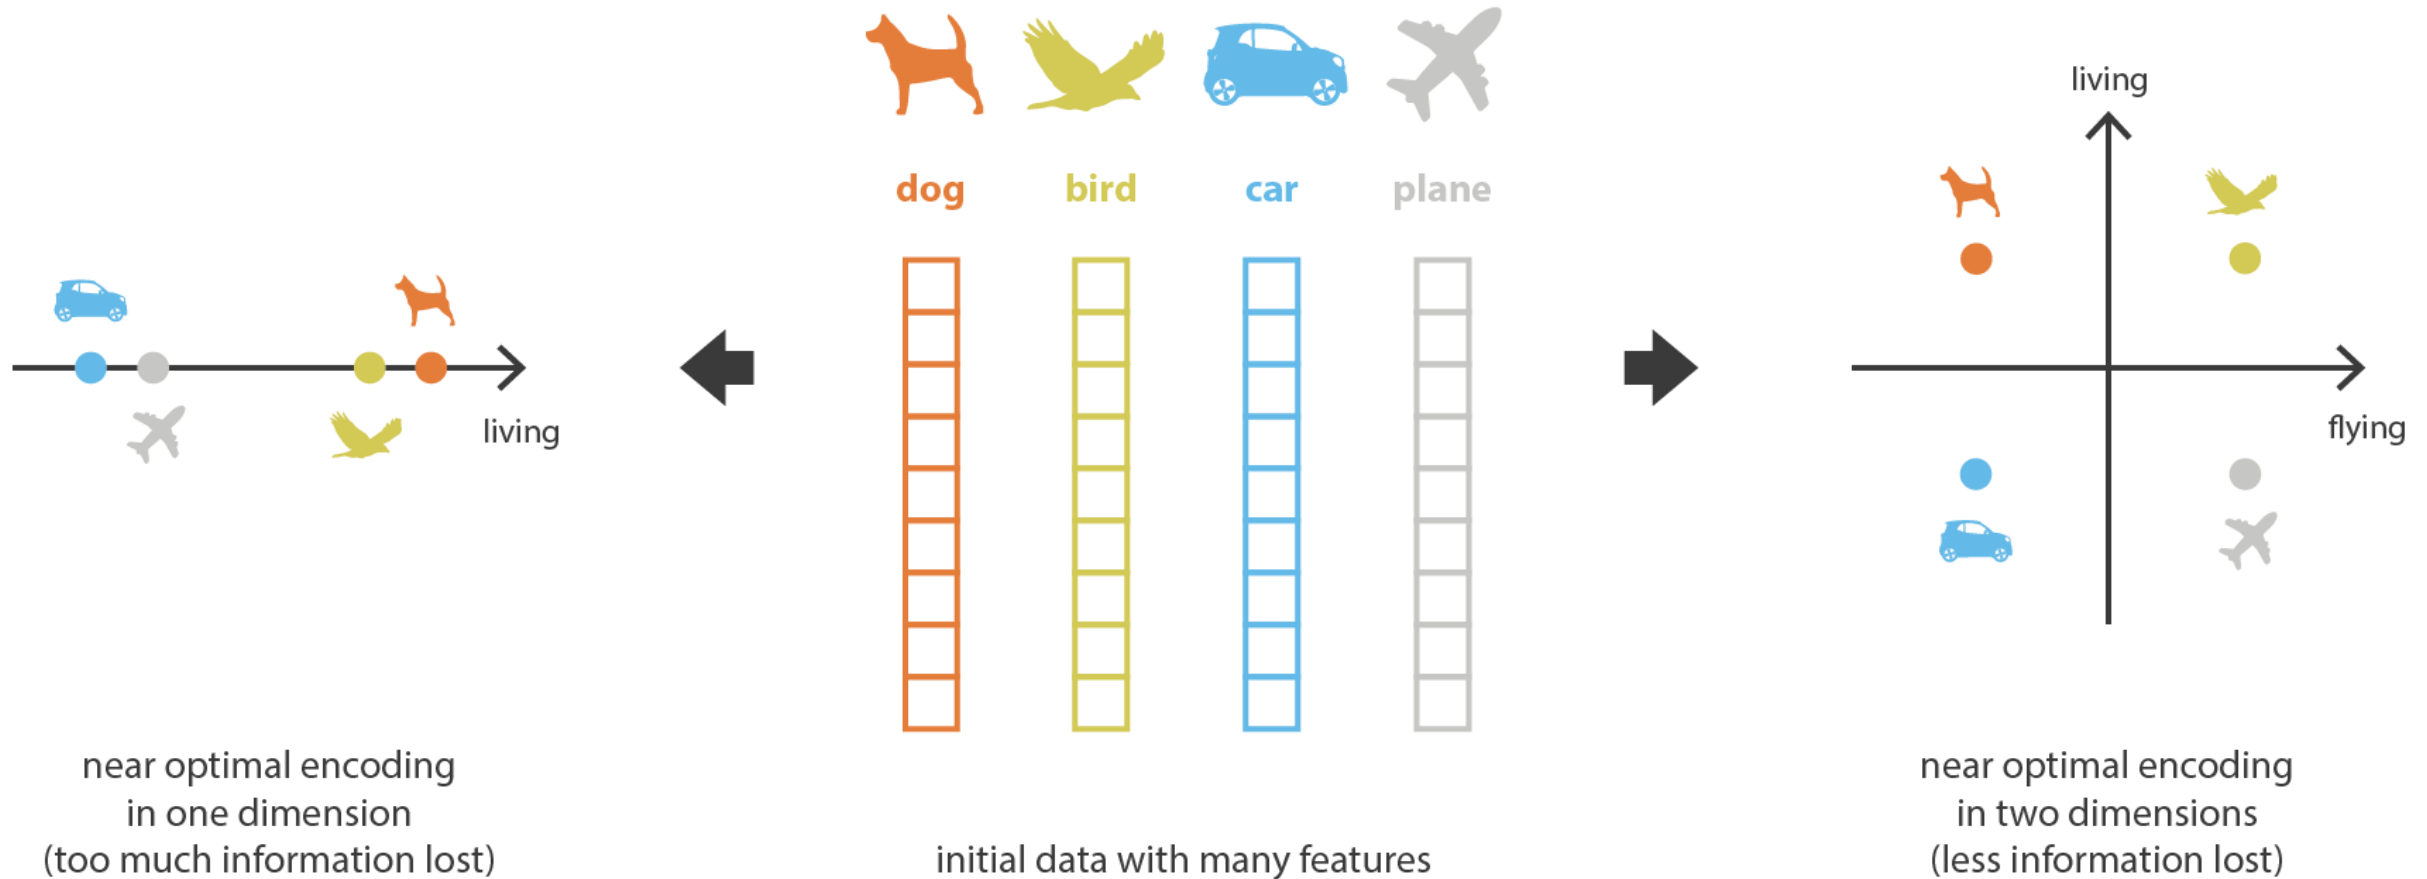 dog
bird
car
plane
living
living
flying
near optimal encoding
in one dimension
(too much information lost)
initial data with many features
near optimal encoding
in two dimensions
(less information lost)